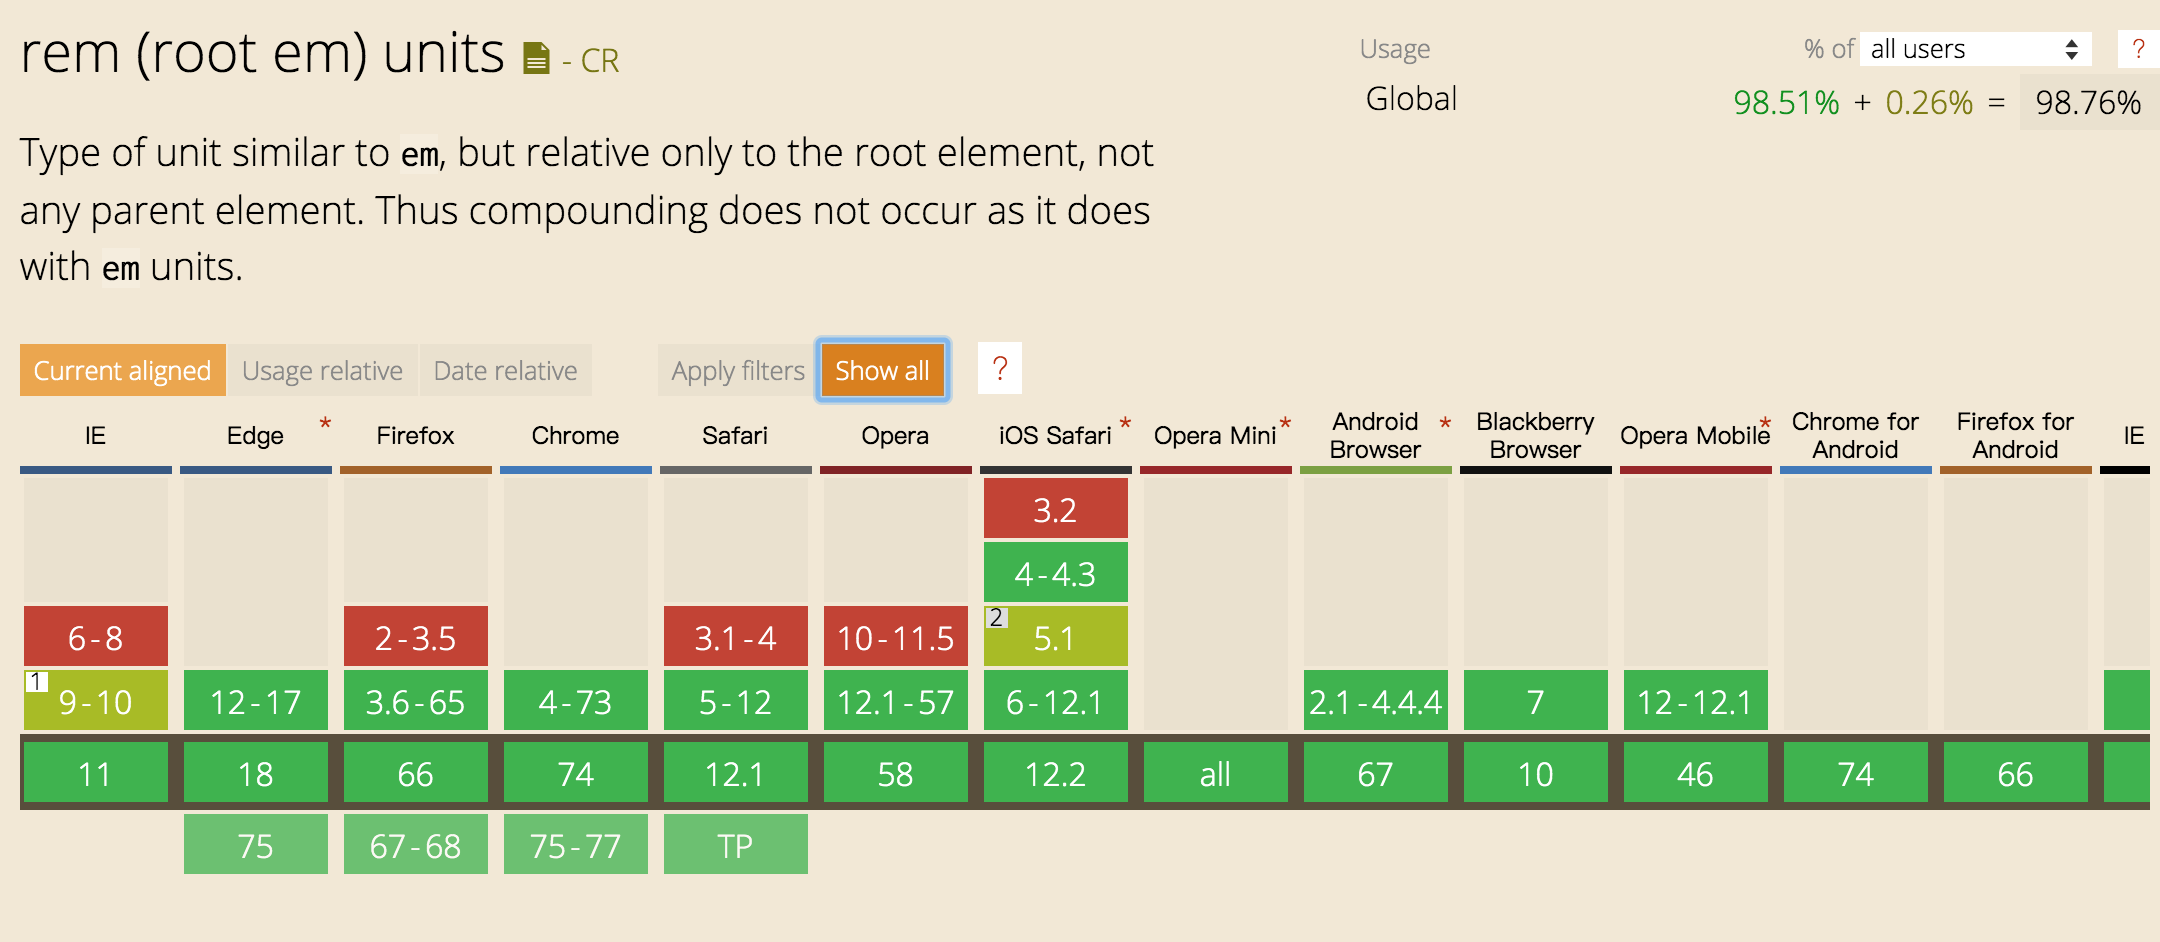 rem (root em) units - CR
Usage % of all users ?
Global 98.51% + 0.26% = 98.76%
Type of unit similar to em, but relative only to the root element, not
any parent element. Thus compounding does not occur as it does
with em units.
Current aligned Usage relative Date relative Apply filters Show all ?
IE Edge * Firefox Chrome Safari Opera iOS Safari * Opera Mini * Android Browser * Blackberry Browser Opera Mobile * Chrome for Android Firefox for Android IE
3.2
4-4.3
6-8 2-3.5 3.1-4 10-11.5 2 5.1
1 9-10 12-17 3.6-65 4-73 5-12 12.1-57 6-12.1 2.1-4.4.4 7 12-12.1
11 18 66 74 12.1 58 12.2 all 67 10 46 74 66
75 67-68 75-77 TP